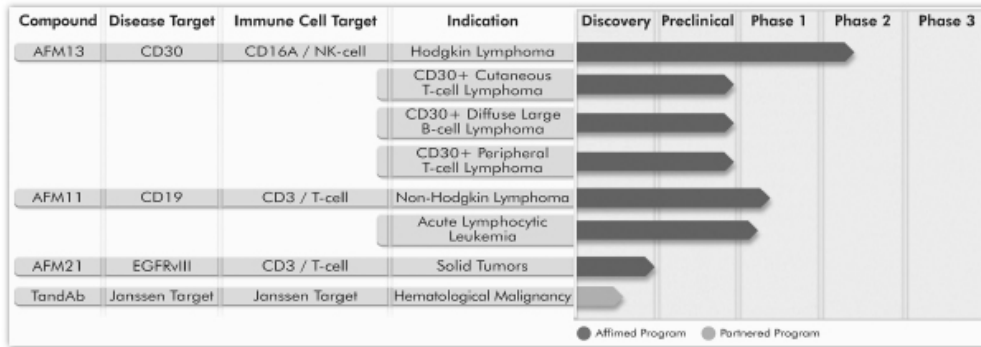 Compound Disease Target Immune Cell Target Indication Discovery Preclinical Phase 1 Phase 2 Phase 3
AFM13 CD30 CD16A / NK-cell Hodgkin Lymphoma
CD30+ Cutaneous
T-cell Lymphoma
CD30+ Diffuse Large
B-cell Lymphoma
CD30+ Peripheral
T-cell Lymphoma
AFM11 CD19 CD3 / T-cell Non-Hodgkin Lymphoma
Acute Lymphocytic
Leukemia
AFM21 EGFRvIII CD3 / T-cell Solid Tumors
TandAb Janssen Target Janssen Target Hematological Malignancy
Affimed Program Partnered Program